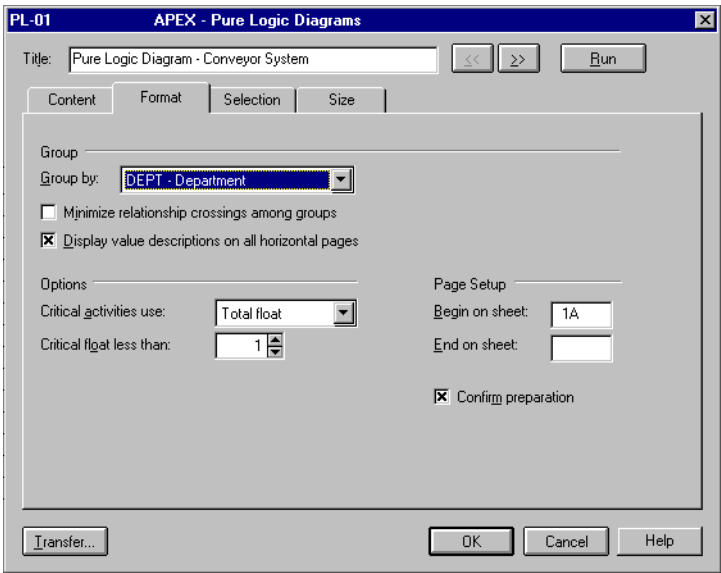 PL-01 APEX - Pure Logic Diagrams
Title: Pure Logic Diagram - Conveyor System << >> Run
Content Format Selection Size
Group
Group by: DEPT - Department
Minimize relationship crossings among groups
Display value descriptions on all horizontal pages
Options Page Setup
Critical activities use: Total float Begin on sheet: 1A
Critical float less than: 1 End on sheet:
Confirm preparation
Transfer... OK Cancel Help